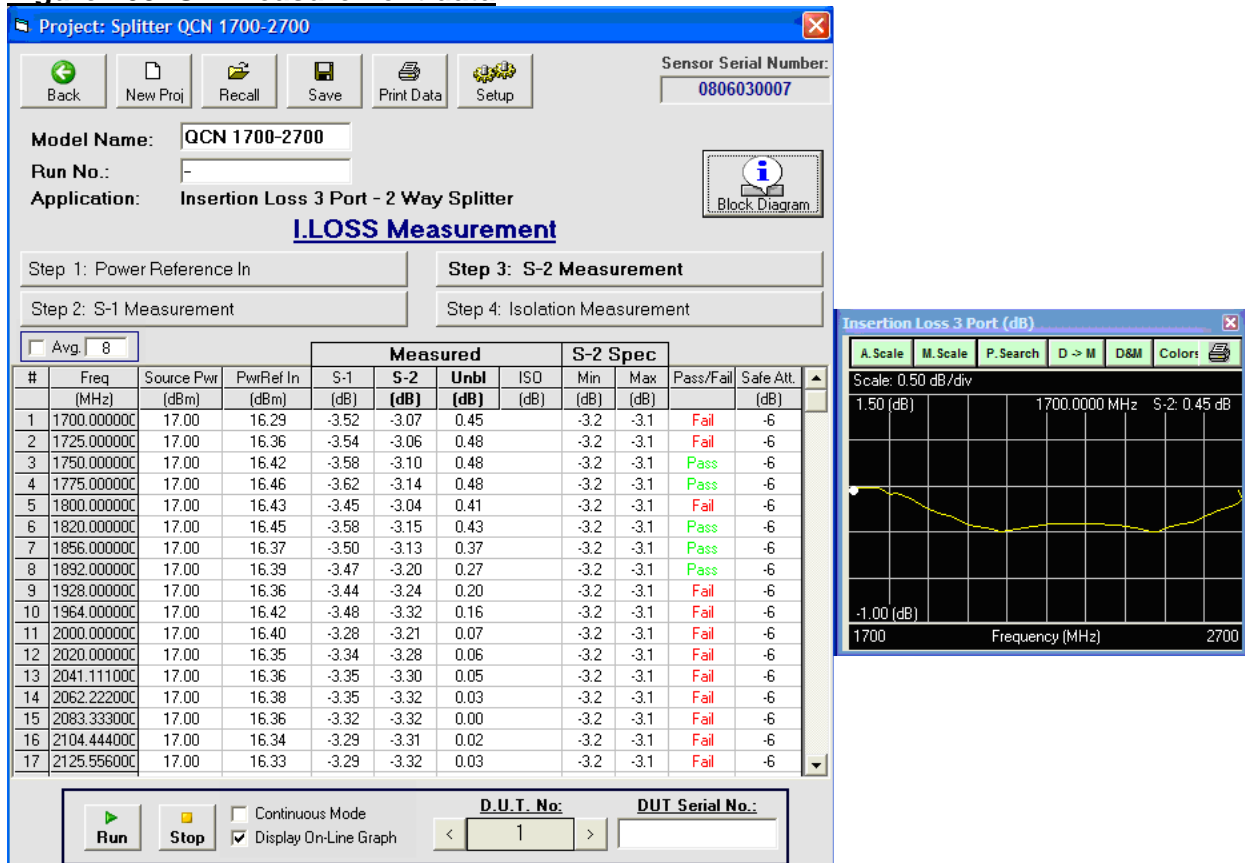 Project: Splitter QCN 1700-2700
Back New Proj Recall Save Print Data Setup
Sensor Serial Number:
0806030007
Model Name: QCN 1700-2700
Run No.: -
Application: Insertion Loss 3 Port - 2 Way Splitter
Block Diagram
I.LOSS Measurement
Step 1: Power Reference In
Step 3: S-2 Measurement
Step 2: S-1 Measurement
Step 4: Isolation Measurement
Avg. 8
Measured S-2 Spec
# Freq Source Pwr PwrRef In S-1 S-2 Unbl ISO Min Max Pass/Fail Safe Att.
(MHz) (dBm) (dBm) (dB) (dB) (dB) (dB) (dB) (dB) (dB)
1 1700.000000 17.00 16.29 -3.52 -3.07 0.45 -3.2 -3.1 Fail -6
2 1725.000000 17.00 16.36 -3.54 -3.06 0.48 -3.2 -3.1 Fail -6
3 1750.000000 17.00 16.42 -3.58 -3.10 0.48 -3.2 -3.1 Pass -6
4 1775.000000 17.00 16.46 -3.62 -3.14 0.48 -3.2 -3.1 Pass -6
5 1800.000000 17.00 16.43 -3.45 -3.04 0.41 -3.2 -3.1 Fail -6
6 1820.000000 17.00 16.45 -3.58 -3.15 0.43 -3.2 -3.1 Pass -6
7 1856.000000 17.00 16.37 -3.50 -3.13 0.37 -3.2 -3.1 Pass -6
8 1892.000000 17.00 16.39 -3.47 -3.20 0.27 -3.2 -3.1 Pass -6
9 1928.000000 17.00 16.36 -3.44 -3.24 0.20 -3.2 -3.1 Fail -6
10 1964.000000 17.00 16.42 -3.48 -3.32 0.16 -3.2 -3.1 Fail -6
11 2000.000000 17.00 16.40 -3.28 -3.21 0.07 -3.2 -3.1 Fail -6
12 2020.000000 17.00 16.35 -3.34 -3.28 0.06 -3.2 -3.1 Fail -6
13 2041.111000 17.00 16.36 -3.35 -3.30 0.05 -3.2 -3.1 Fail -6
14 2062.222000 17.00 16.38 -3.35 -3.32 0.03 -3.2 -3.1 Fail -6
15 2083.333000 17.00 16.36 -3.32 -3.32 0.00 -3.2 -3.1 Fail -6
16 2104.444000 17.00 16.34 -3.29 -3.31 0.02 -3.2 -3.1 Fail -6
17 2125.556000 17.00 16.33 -3.29 -3.32 0.03 -3.2 -3.1 Fail -6
Run Stop
Continuous Mode
Display On-Line Graph
D.U.T. No:
< 1 >
DUT Serial No.:
Insertion Loss 3 Port (dB)
A.Scale M.Scale P.Search D -> M D&M Colors
Scale: 0.50 dB/div
1.50 (dB) 1700.0000 MHz S-2: 0.45 dB
-1.00 (dB)
1700 Frequency (MHz) 2700